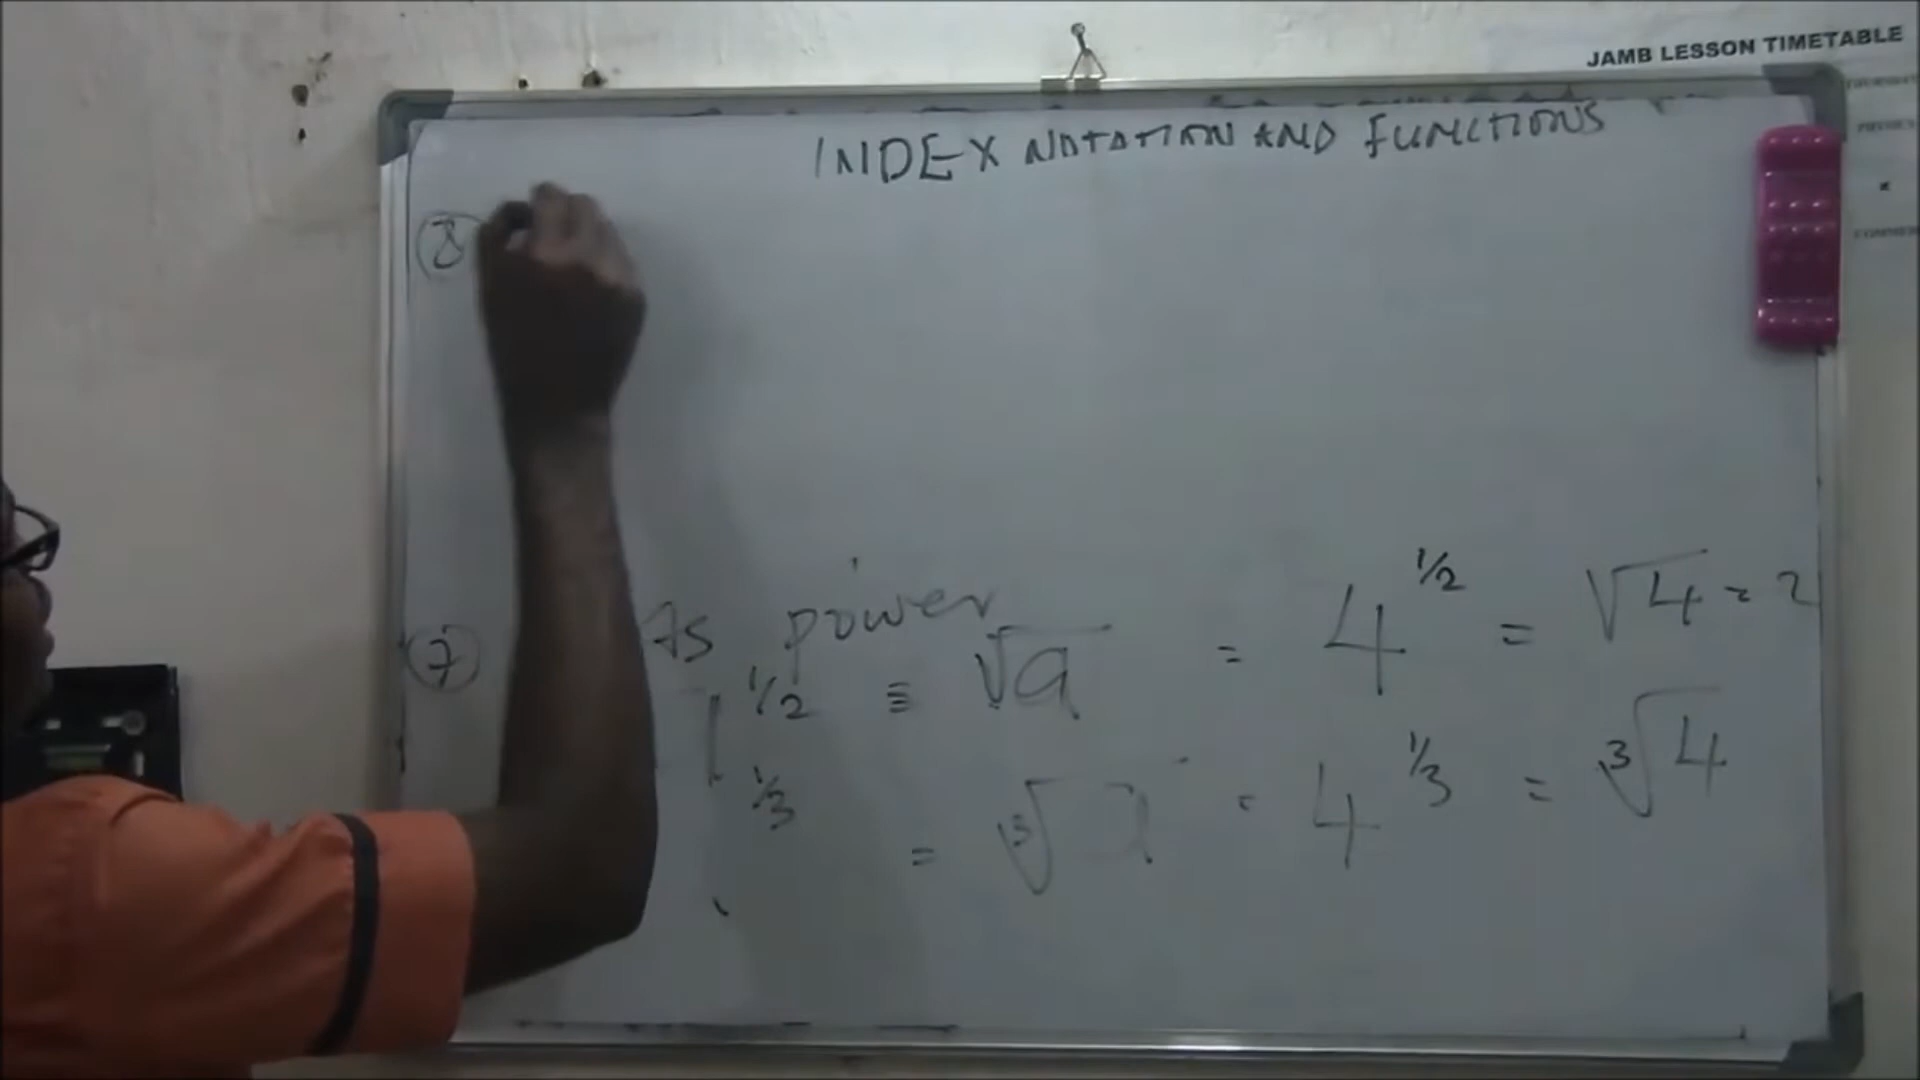 JAMB LESSON TIMETABLE
INDEX NOTATION AND FUNCTIONS
8
7 As power
1/2 ≡ √a = 4^1/2 = √4 = 2
1/3 = ³√a = 4^1/3 = ³√4